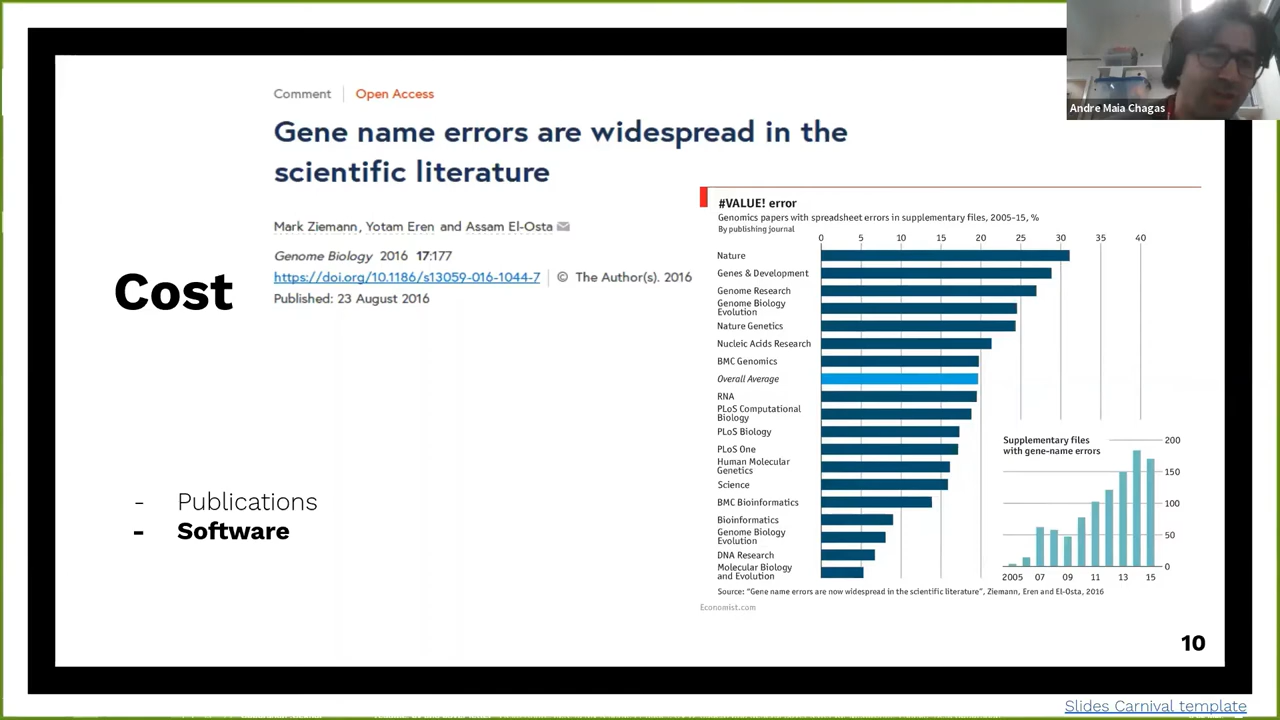 Andre Maia Chagas
Comment | Open Access
Gene name errors are widespread in the
scientific literature
Mark Ziemann, Yotam Eren and Assam El-Osta
Genome Biology 2016 17:177
https://doi.org/10.1186/s13059-016-1044-7 | © The Author(s). 2016
Published: 23 August 2016
Cost
- Publications
- Software
#VALUE! error
Genomics papers with spreadsheet errors in supplementary files, 2005-15, %
By publishing journal
0 5 10 15 20 25 30 35 40
Nature
Genes & Development
Genome Research
Genome Biology
Evolution
Nature Genetics
Nucleic Acids Research
BMC Genomics
Overall Average
RNA
PLoS Computational
Biology
PLoS Biology
PLoS One
Human Molecular
Genetics
Science
BMC Bioinformatics
Bioinformatics
Genome Biology
Evolution
DNA Research
Molecular Biology
and Evolution
Supplementary files
with gene-name errors
200
150
100
50
0
2005 07 09 11 13 15
Source: "Gene name errors are now widespread in the scientific literature", Ziemann, Eren and El-Osta, 2016
Economist.com
10
Slides Carnival template